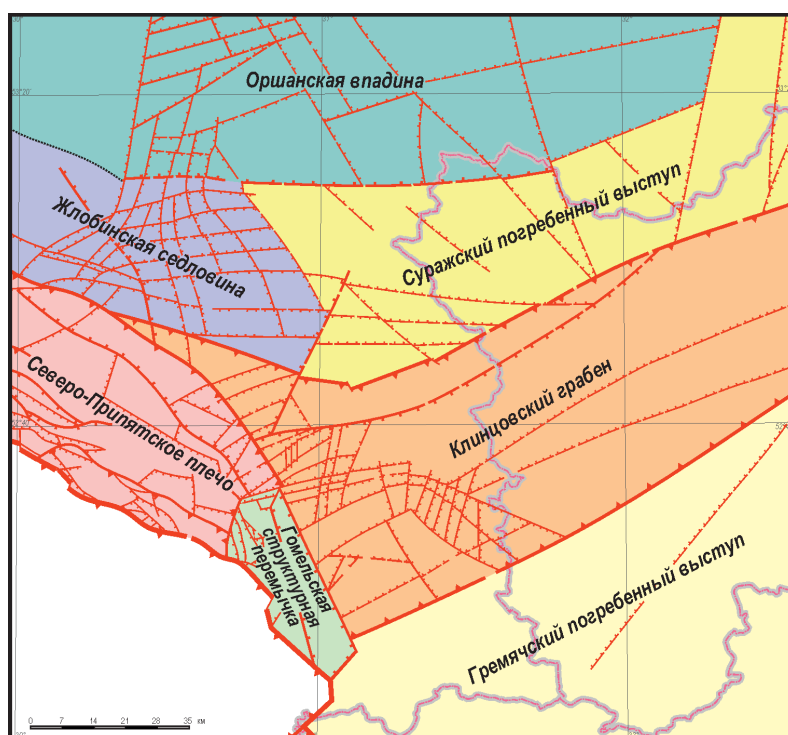 Оршанская впадина
Жлобинская седловина
Суражский погребенный выступ
Северо-Припятское плечо
Клинцовский грабен
Гомельская
структурная
перемычка
Гремячский погребенный выступ
0 7 14 21 28 35 км